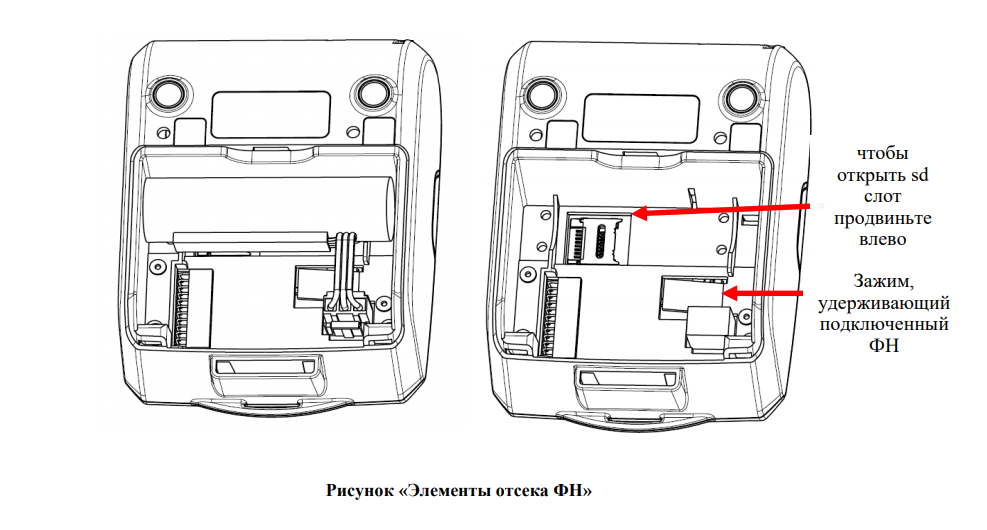 чтобы
открыть sd
слот
продвиньте
влево
Зажим,
удерживающий
подключенный
ФН
Рисунок «Элементы отсека ФН»